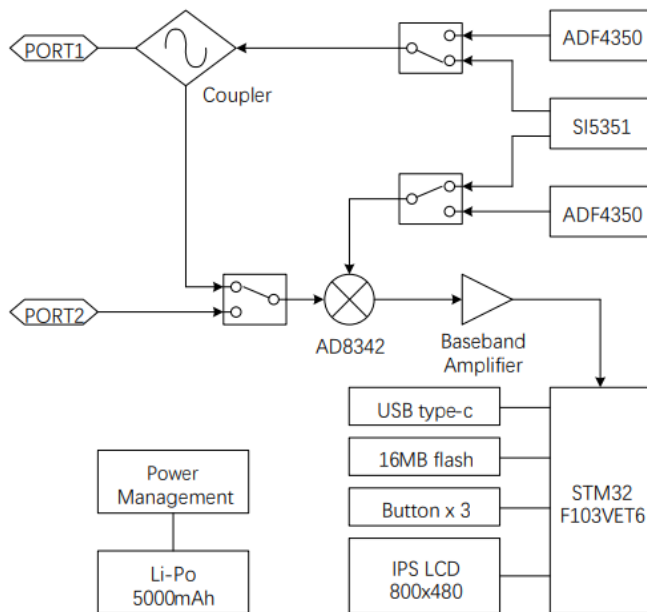 PORT1
Coupler
ADF4350
SI5351
ADF4350
PORT2
AD8342
Baseband
Amplifier
USB type-c
16MB flash
Button x 3
IPS LCD
800x480
STM32
F103VET6
Power
Management
Li-Po
5000mAh